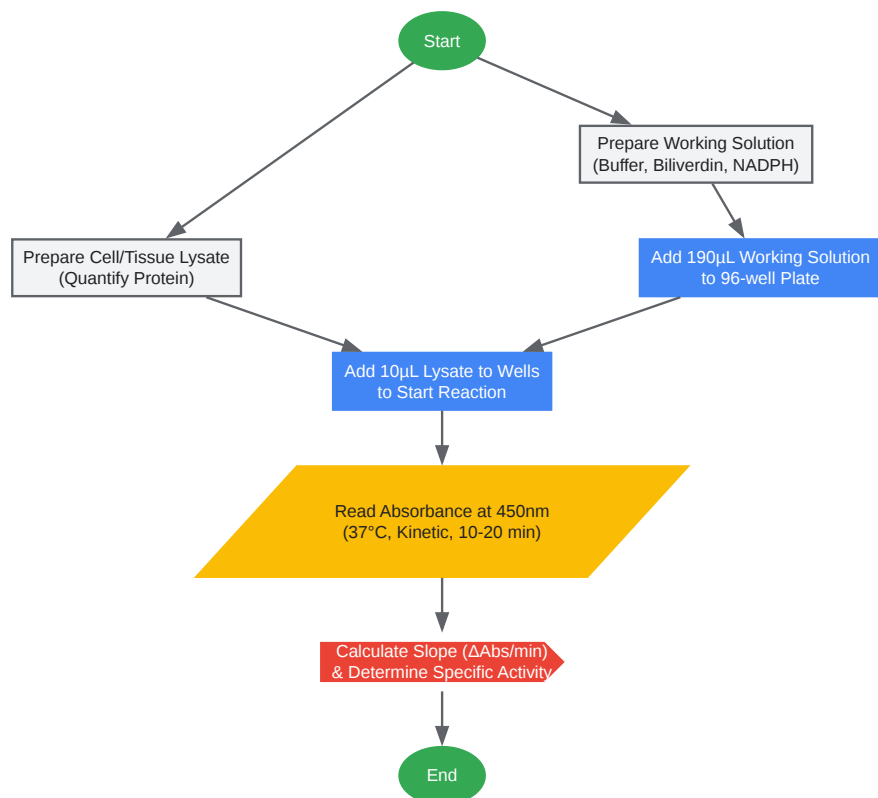 Start
Prepare Working Solution
(Buffer, Biliverdin, NADPH)
Prepare Cell/Tissue Lysate
(Quantify Protein)
Add 190µL Working Solution
to 96-well Plate
Add 10µL Lysate to Wells
to Start Reaction
Read Absorbance at 450nm
(37°C, Kinetic, 10-20 min)
Calculate Slope (ΔAbs/min)
& Determine Specific Activity
End